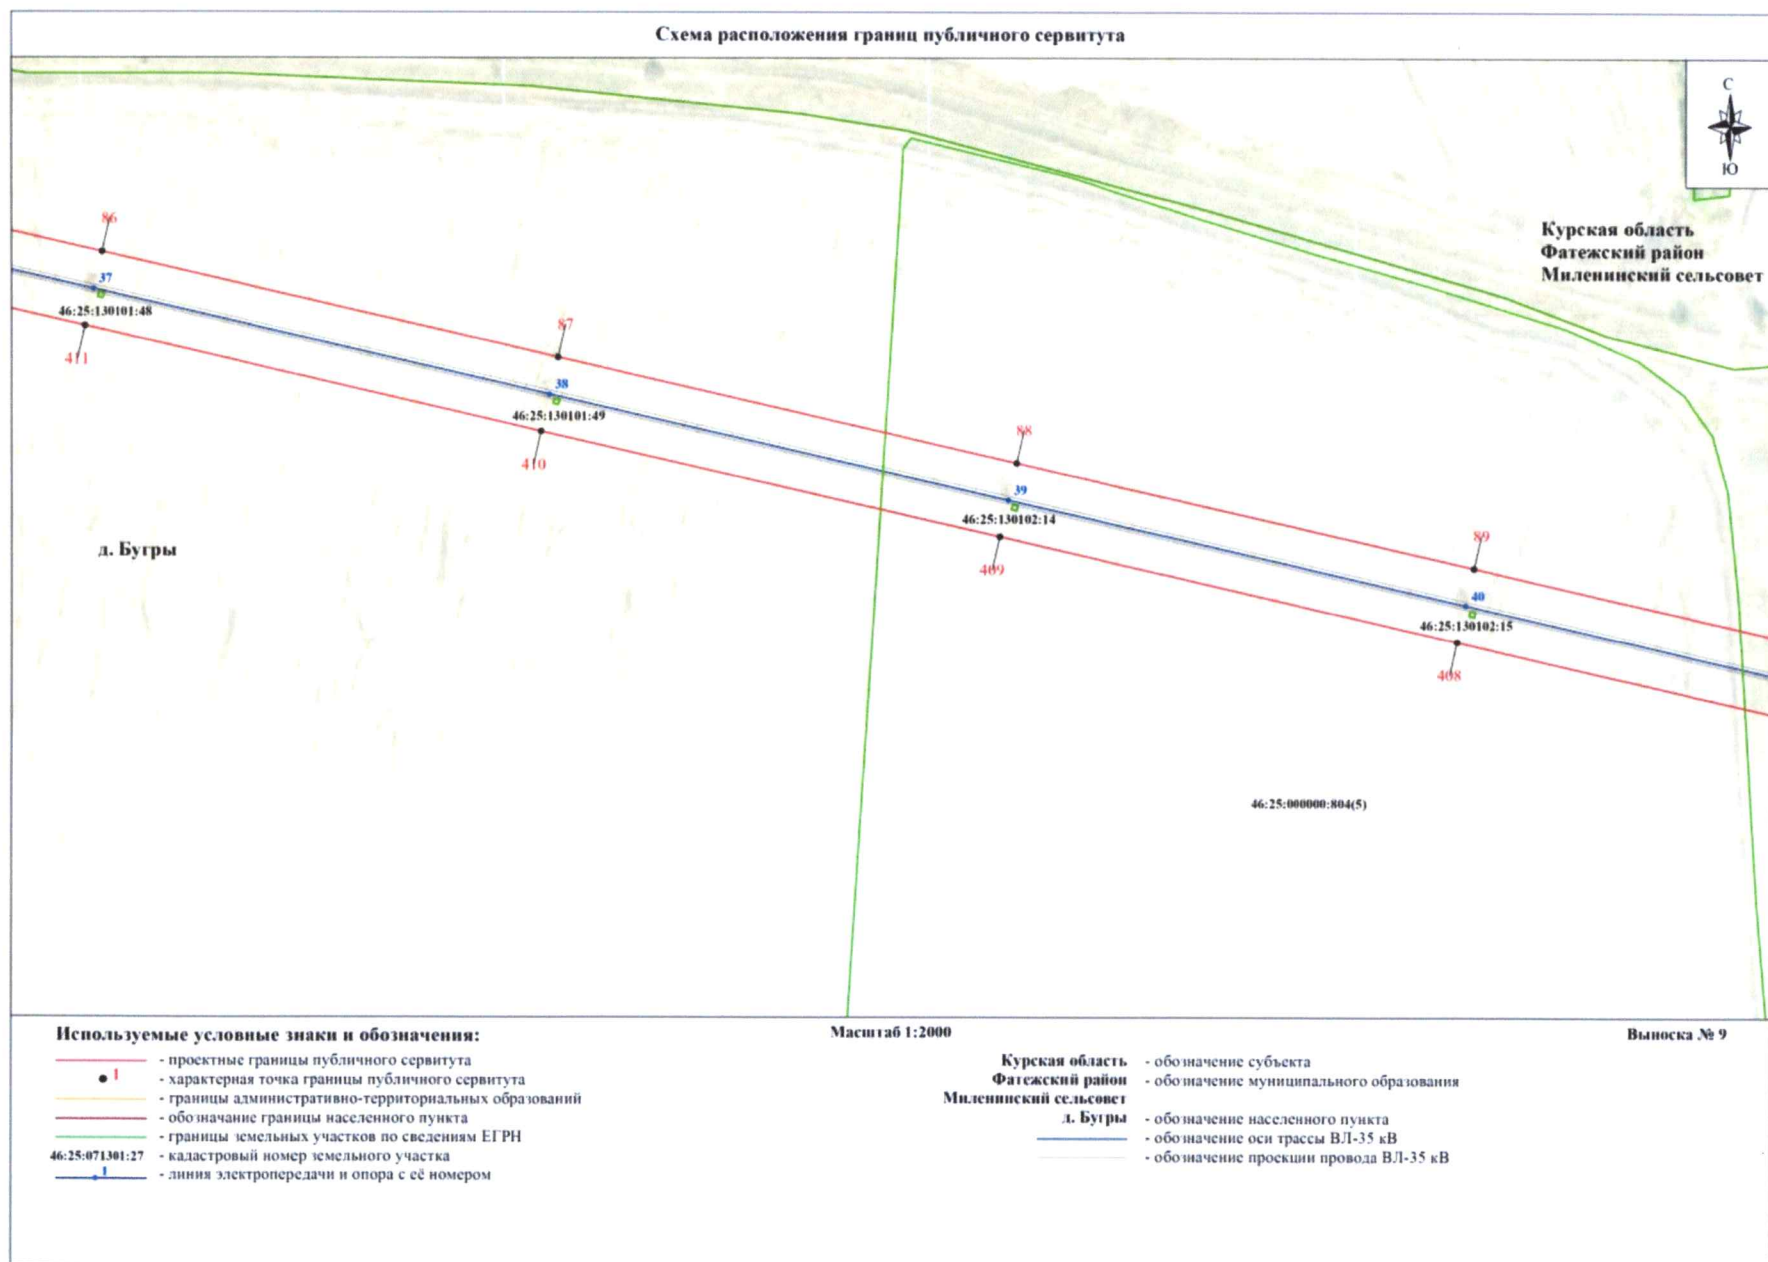 Схема расположения границ публичного сервитута
С
Ю
Курская область
Фатежский район
Миленинский сельсовет
86
37
46:25:130101:48
411
87
38
46:25:130101:49
410
88
39
46:25:130102:14
409
89
40
46:25:130102:15
408
д. Бугры
46:25:000000:804(5)
Используемые условные знаки и обозначения:
Масштаб 1:2000
Выноска № 9
- проектные границы публичного сервитута
1 - характерная точка границы публичного сервитута
- границы административно-территориальных образований
- обозначание границы населенного пункта
- границы земельных участков по сведениям ЕГРН
46:25:071301:27 - кадастровый номер земельного участка
1 - линия электропередачи и опора с её номером
Курская область - обозначение субъекта
Фатежский район - обозначение муниципального образования
Миленинский сельсовет
д. Бугры - обозначение населенного пункта
- обозначение оси трассы ВЛ-35 кВ
- обозначение проекции провода ВЛ-35 кВ